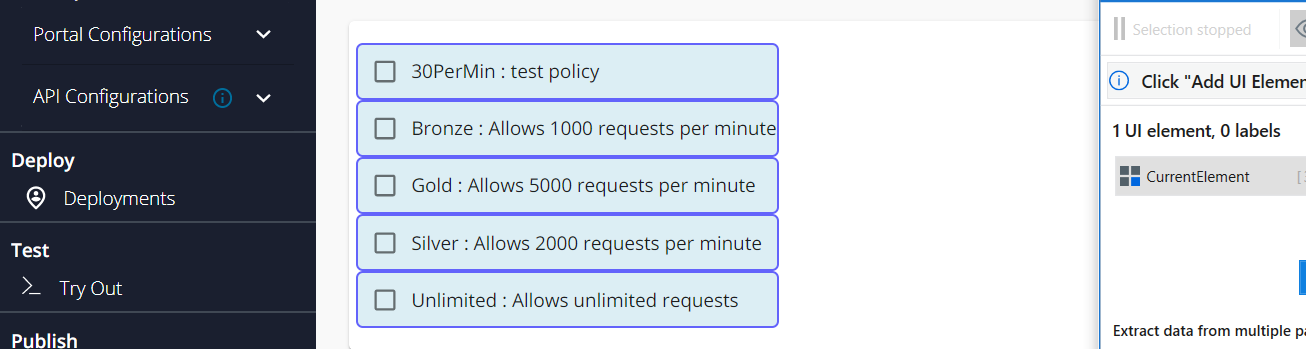 Portal Configurations
API Configurations
Deploy
Deployments
Test
Try Out
Publish
30PerMin : test policy
Bronze : Allows 1000 requests per minute
Gold : Allows 5000 requests per minute
Silver : Allows 2000 requests per minute
Unlimited : Allows unlimited requests
Selection stopped
Click "Add UI
1 UI element, 0 labels
CurrentElement
Extract data from multiple